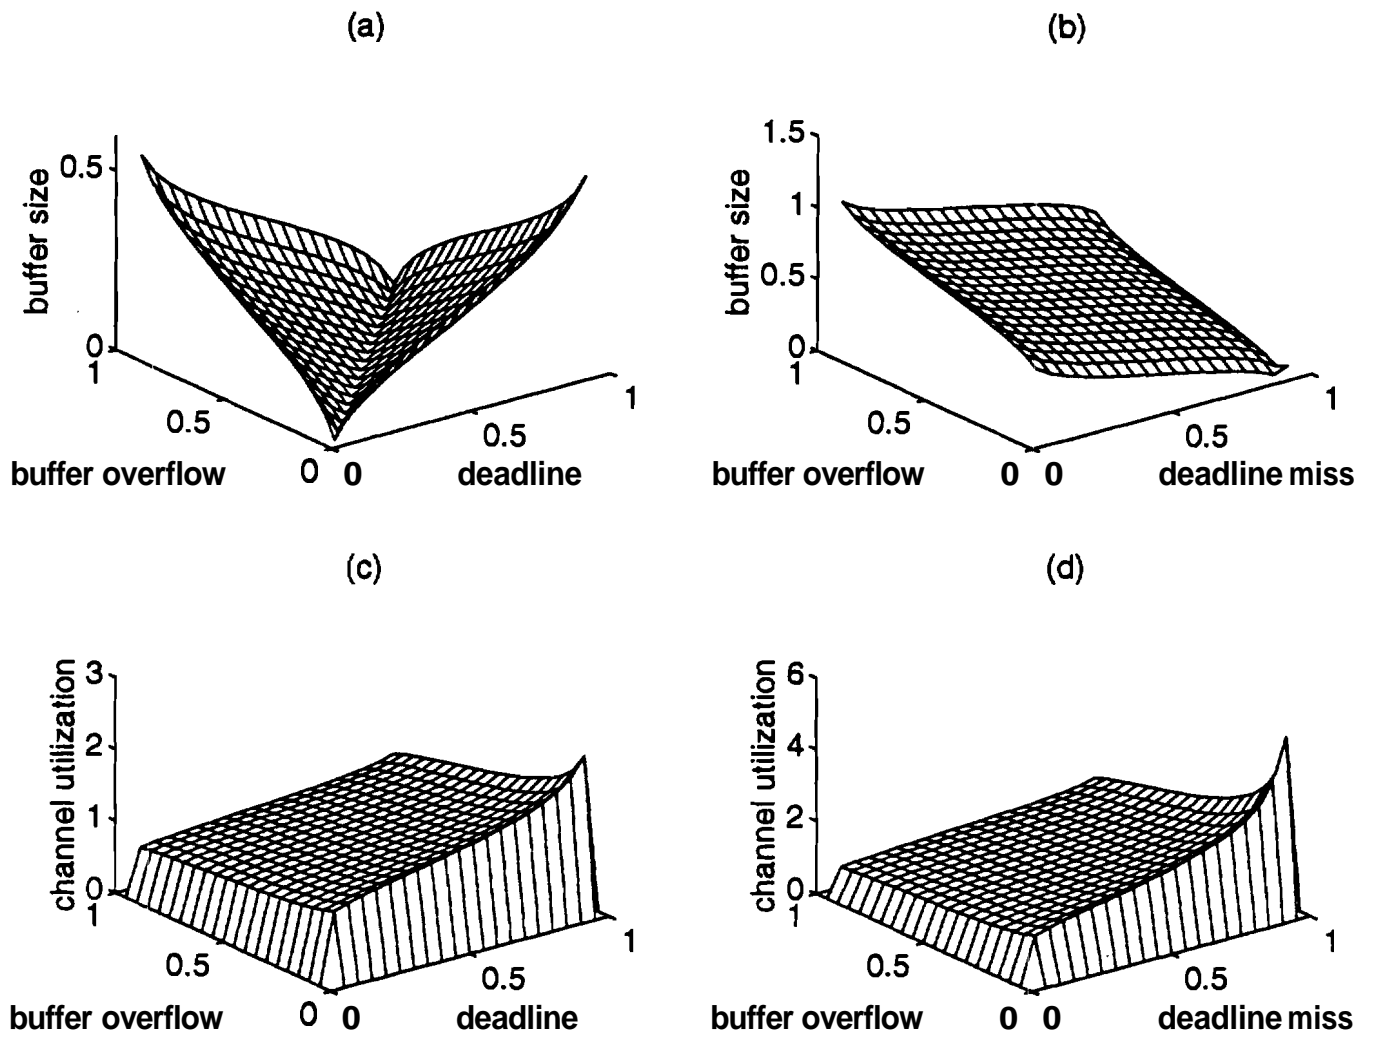 (a)
buffer size
0.5
0
1
0.5
0
buffer overflow
0
0.5
1
deadline
(b)
buffer size
1.5
1
0.5
0
1
0.5
0
buffer overflow
0
0.5
1
deadline miss
(c)
channel utilization
3
2
1
0
1
0.5
0
buffer overflow
0
0.5
1
deadline
(d)
channel utilization
6
4
2
0
1
0.5
0
buffer overflow
0
0.5
1
deadline miss